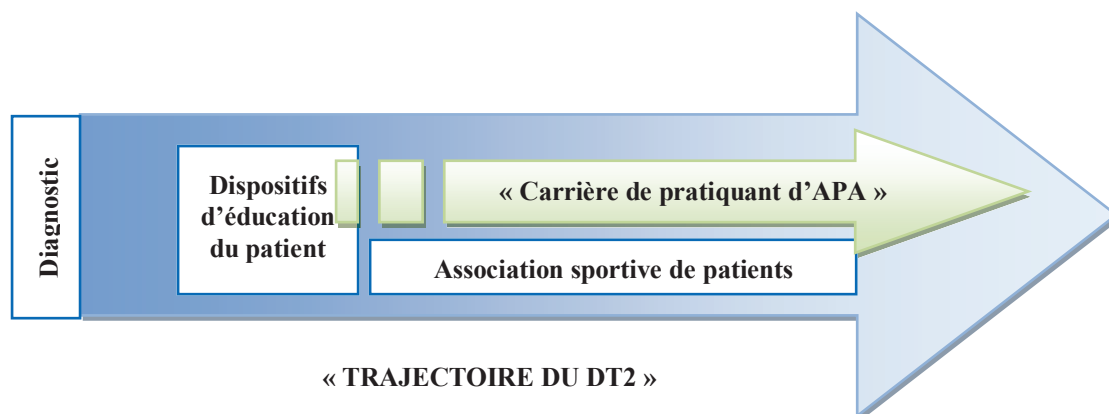 Diagnostic
Dispositifs
d’éducation
du patient
« Carrière de pratiquant d’APA »
Association sportive de patients
« TRAJECTOIRE DU DT2 »